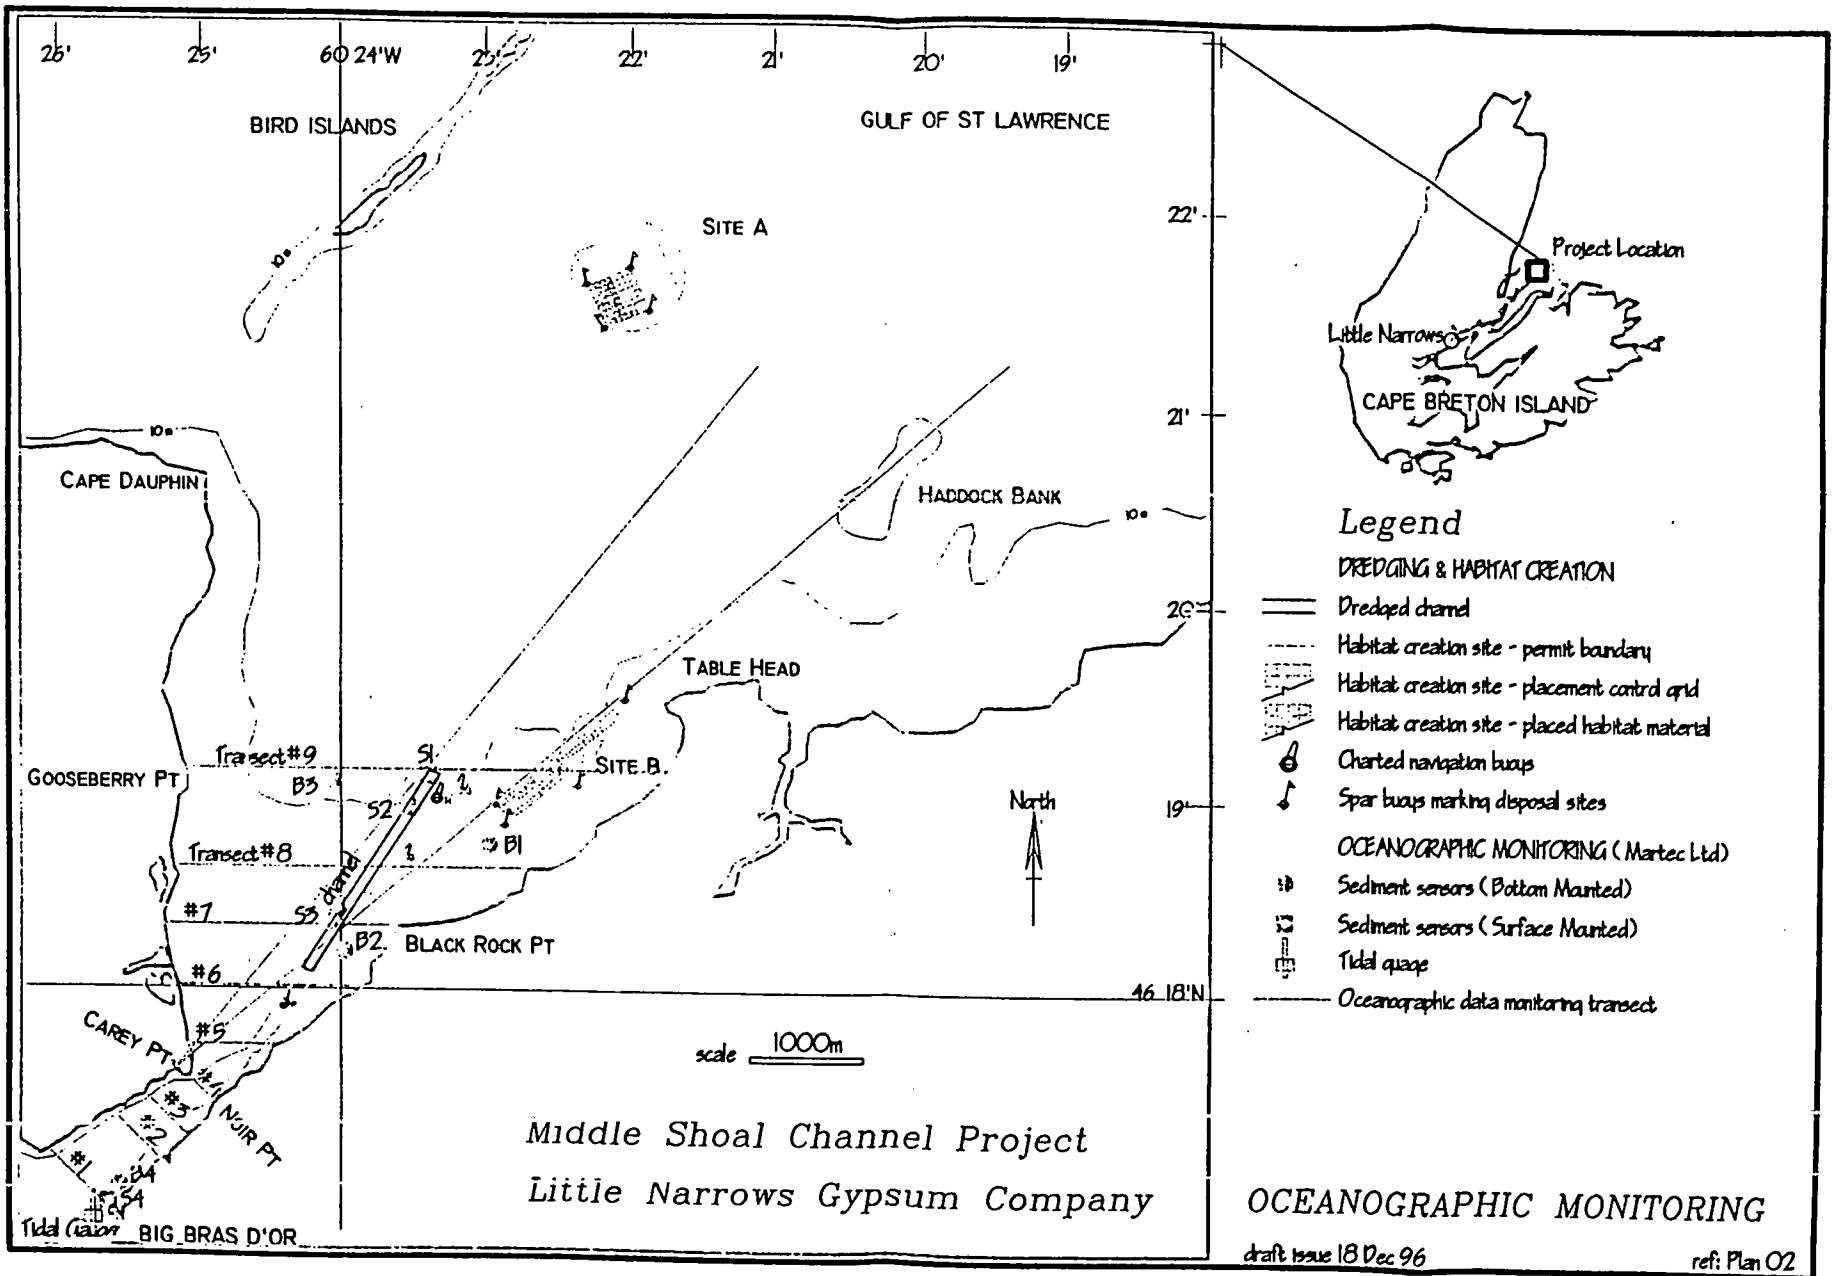 26' 25' 60 24'W 23' 22' 21' 20' 19'
BIRD ISLANDS
GULF OF ST LAWRENCE
10m
SITE A
22'
Project Location
Little Narrows
CAPE BRETON ISLAND
21'
10m
CAPE DAUPHIN
HADDOCK BANK
10m
20'
TABLE HEAD
Transect #9
S1
SITE B.
GOOSEBERRY PT
B3
S2
19'
North
B1
Transect #8
channel
#7
S3
B2.
BLACK ROCK PT
#6
46 18'N
CAREY PT
#5
#4
#3
#2
#1
NOIR PT
B4
S4
Tidal
BIG BRAS D'OR
scale 1000m
Middle Shoal Channel Project
Little Narrows Gypsum Company
Legend
DREDGING & HABITAT CREATION
Dredged channel
Habitat creation site - permit boundary
Habitat creation site - placement control grid
Habitat creation site - placed habitat material
Charted navigation buoys
Spar buoys marking disposal sites
OCEANOGRAPHIC MONITORING (Martec Ltd)
Sediment sensors (Bottom Mounted)
Sediment sensors (Surface Mounted)
Tidal guage
Oceanographic data monitoring transect
OCEANOGRAPHIC MONITORING
draft issue 18 Dec 96
ref: Plan 02